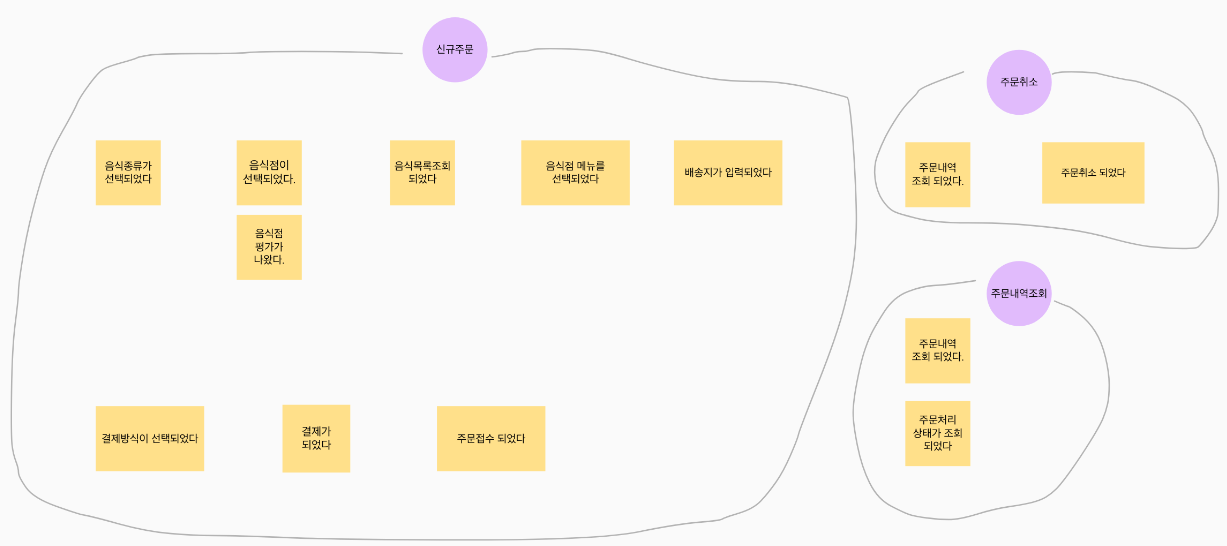 신규주문
음식종류가
선택되었다
음식점이
선택되었다.
음식목록조회
되었다
음식점 메뉴를
선택되었다
배송지가 입력되었다
음식점
평가가
나왔다.
결제방식이 선택되었다
결제가
되었다
주문접수 되었다
주문취소
주문내역
조회 되었다.
주문취소 되었다
주문내역조회
주문내역
조회 되었다.
주문처리
상태가 조회
되었다